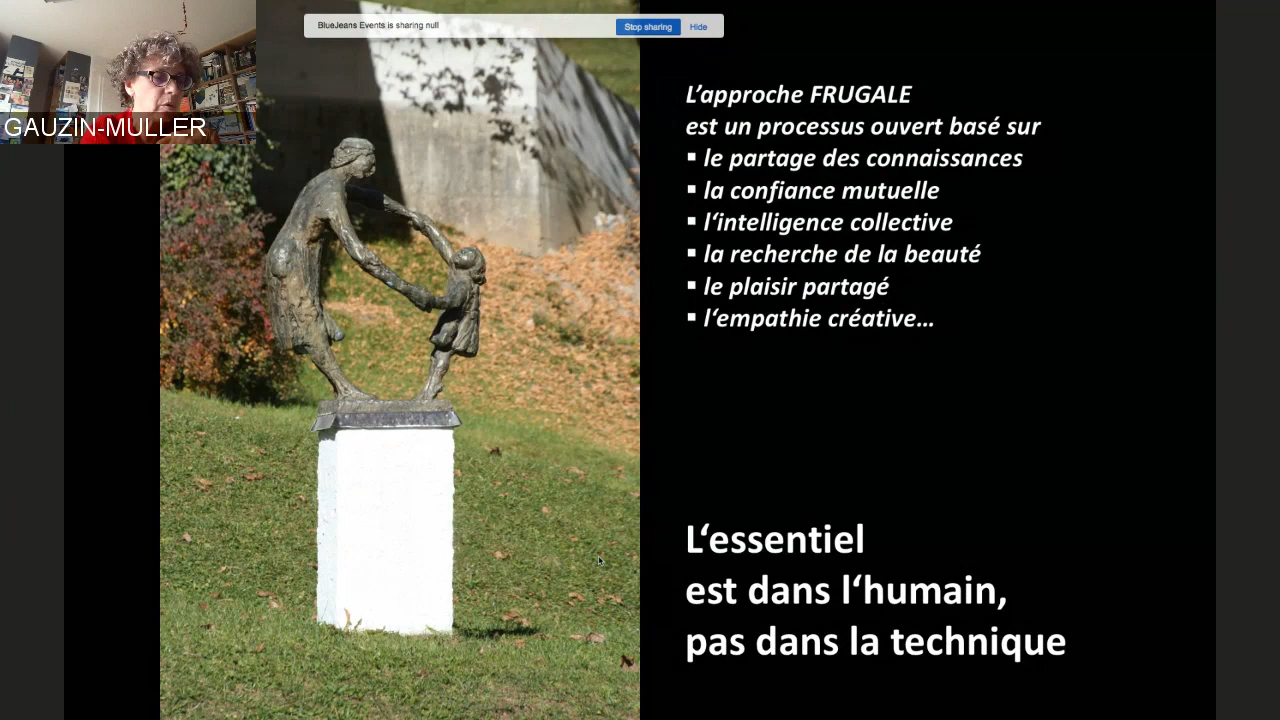 BlueJeans Events is sharing null
Stop sharing
Hide
GAUZIN-MULLER
L’approche FRUGALE
est un processus ouvert basé sur
▪ le partage des connaissances
▪ la confiance mutuelle
▪ l‘intelligence collective
▪ la recherche de la beauté
▪ le plaisir partagé
▪ l‘empathie créative…
L‘essentiel
est dans l‘humain,
pas dans la technique